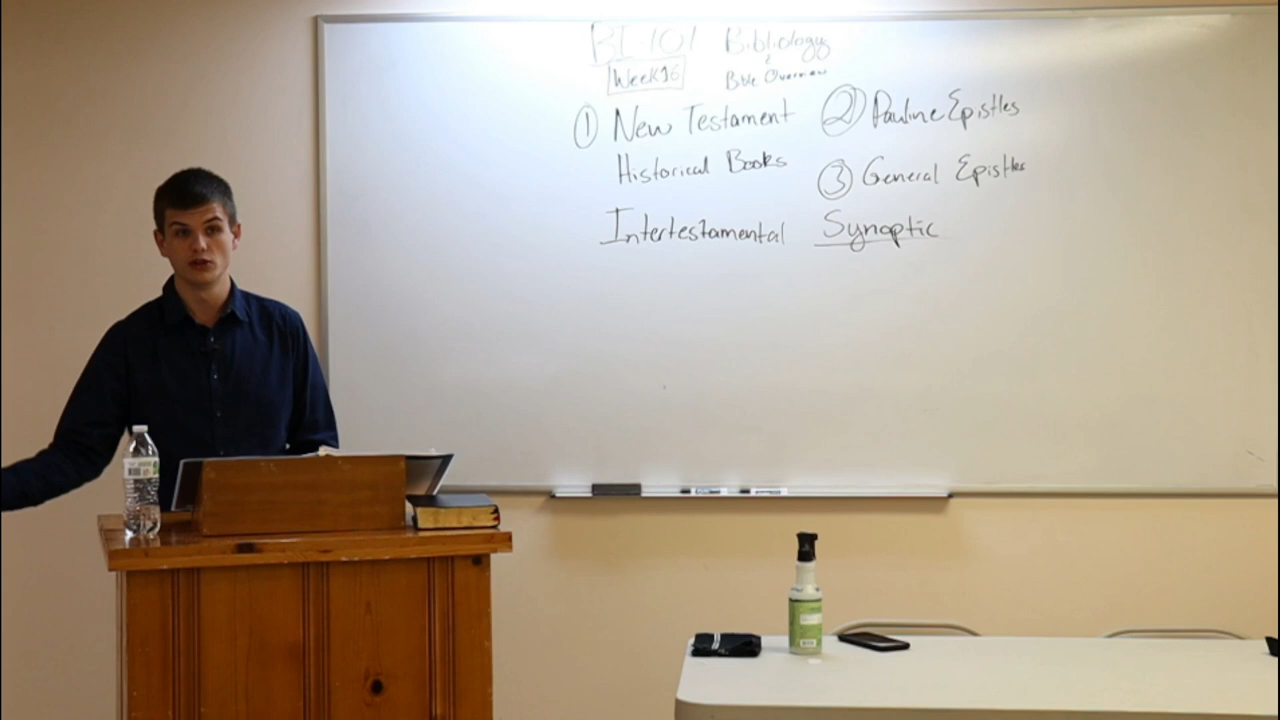 BL-101 Bibliology
Week 16 & Bible Overview
① New Testament
Historical Books
② Pauline Epistles
③ General Epistles
Intertestamental Synoptic